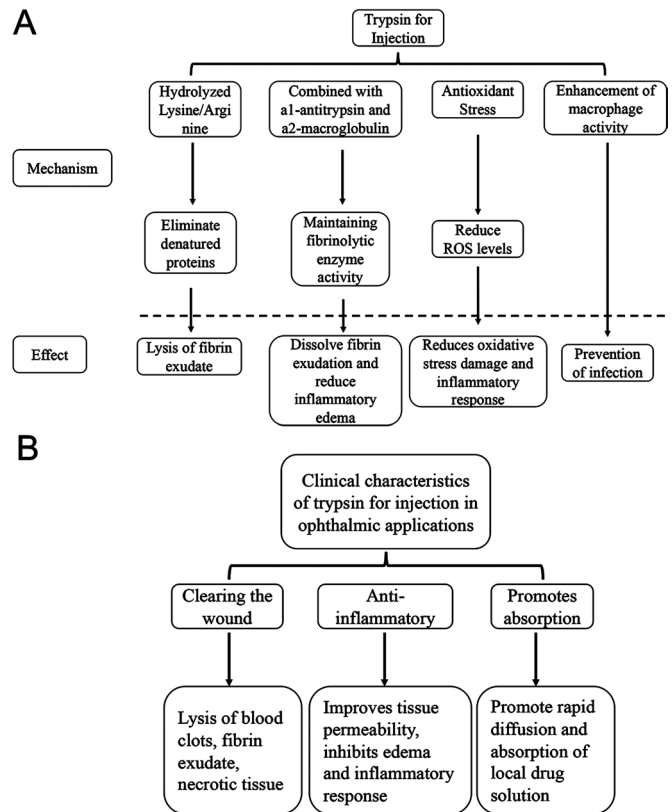 A
Trypsin for
Injection
Hydrolyzed
Lysine/Argi
nine
Combined with
a1-antitrypsin and
a2-macroglobulin
Antioxidant
Stress
Enhancement of
macrophage
activity
Mechanism
Eliminate
denatured
proteins
Maintaining
fibrinolytic
enzyme
activity
Reduce
ROS levels
Effect
Lysis of fibrin
exudate
Dissolve fibrin
exudation and
reduce
inflammatory
edema
Reduces oxidative
stress damage and
inflammatory
response
Prevention
of infection
B
Clinical characteristics
of trypsin for injection in
ophthalmic applications
Clearing the
wound
Anti-
inflammatory
Promotes
absorption
Lysis of blood
clots, fibrin
exudate,
necrotic tissue
Improves tissue
permeability,
inhibits edema
and inflammatory
response
Promote rapid
diffusion and
absorption of
local drug
solution